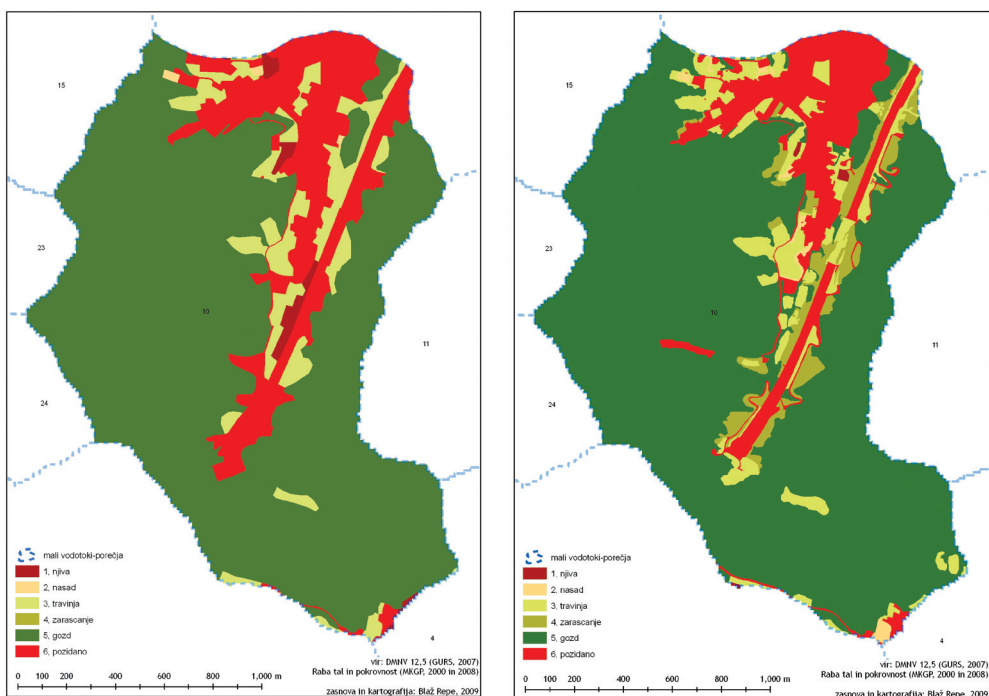 15
23
10
11
24
4
mali vodotoki-porečja
1, njiva
2, nasad
3, travinja
4, zarascanje
5, gozd
6, pozidano
0 100 200 400 600 800 1,000 m
vir: DMNV 12,5 (GURS, 2007)
Raba tal in pokrovnost (MKGP, 2000 in 2008)
zasnova in kartografija: Blaž Repe, 2009
15
23
10
11
24
4
mali vodotoki-porečja
1, njiva
2, nasad
3, travinja
4, zarascanje
5, gozd
6, pozidano
0 100 200 400 600 800 1,000 m
vir: DMNV 12,5 (GURS, 2007)
Raba tal in pokrovnost (MKGP, 2000 in 2008)
zasnova in kartografija: Blaž Repe, 2009